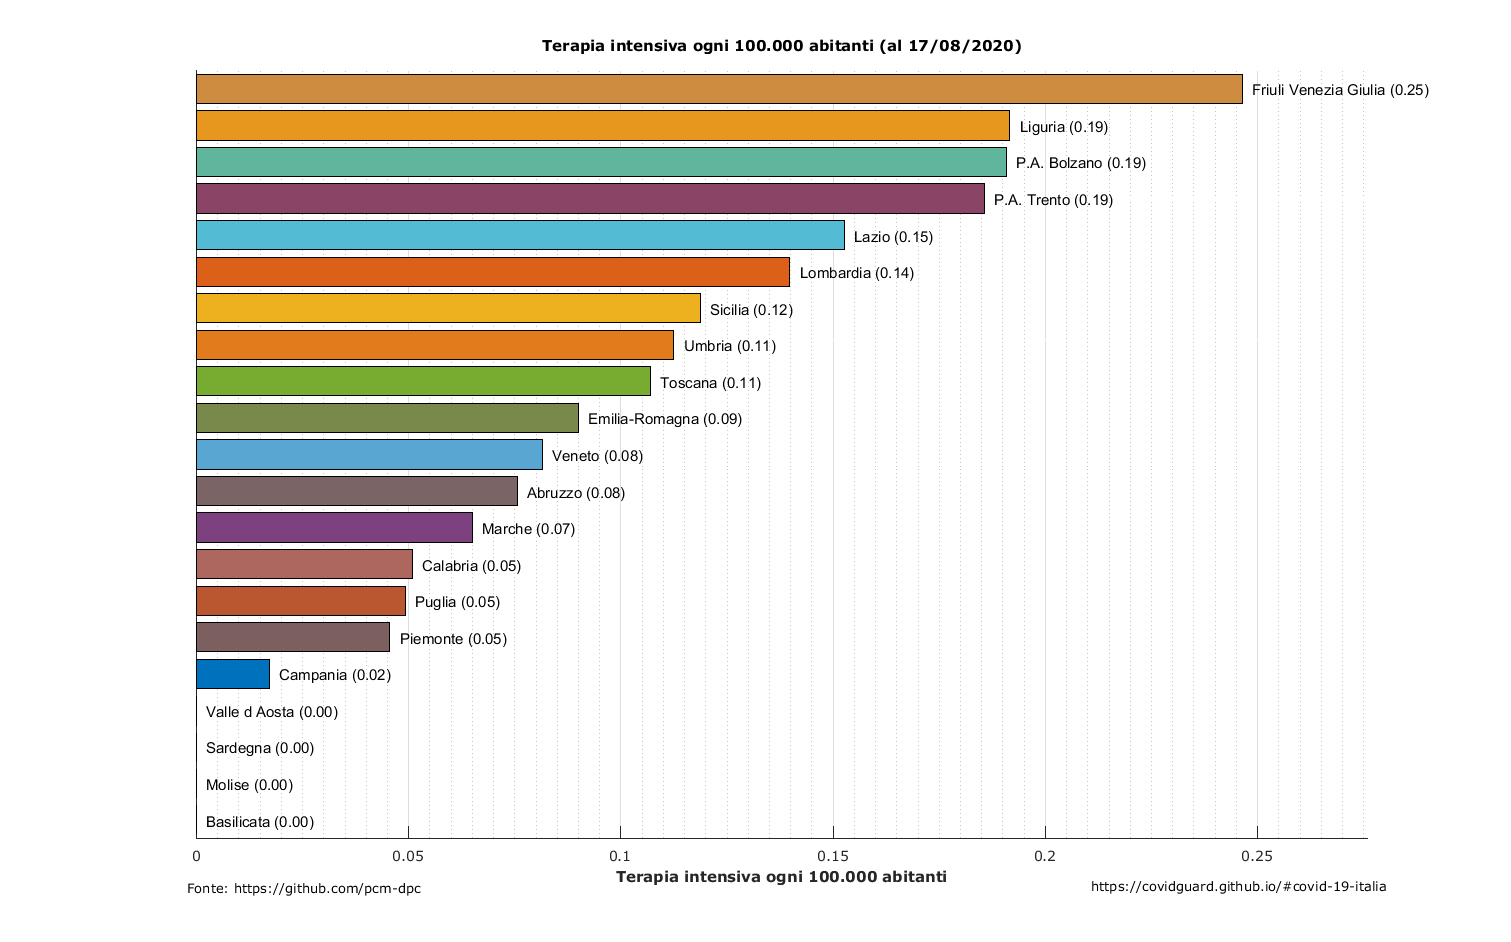 Terapia intensiva ogni 100.000 abitanti (al 17/08/2020)
Friuli Venezia Giulia (0.25)
Liguria (0.19)
P.A. Bolzano (0.19)
P.A. Trento (0.19)
Lazio (0.15)
Lombardia (0.14)
Sicilia (0.12)
Umbria (0.11)
Toscana (0.11)
Emilia-Romagna (0.09)
Veneto (0.08)
Abruzzo (0.08)
Marche (0.07)
Calabria (0.05)
Puglia (0.05)
Piemonte (0.05)
Campania (0.02)
Valle d Aosta (0.00)
Sardegna (0.00)
Molise (0.00)
Basilicata (0.00)
0 0.05 0.1 0.15 0.2 0.25
Terapia intensiva ogni 100.000 abitanti
Fonte: https://github.com/pcm-dpc
https://covidguard.github.io/#covid-19-italia